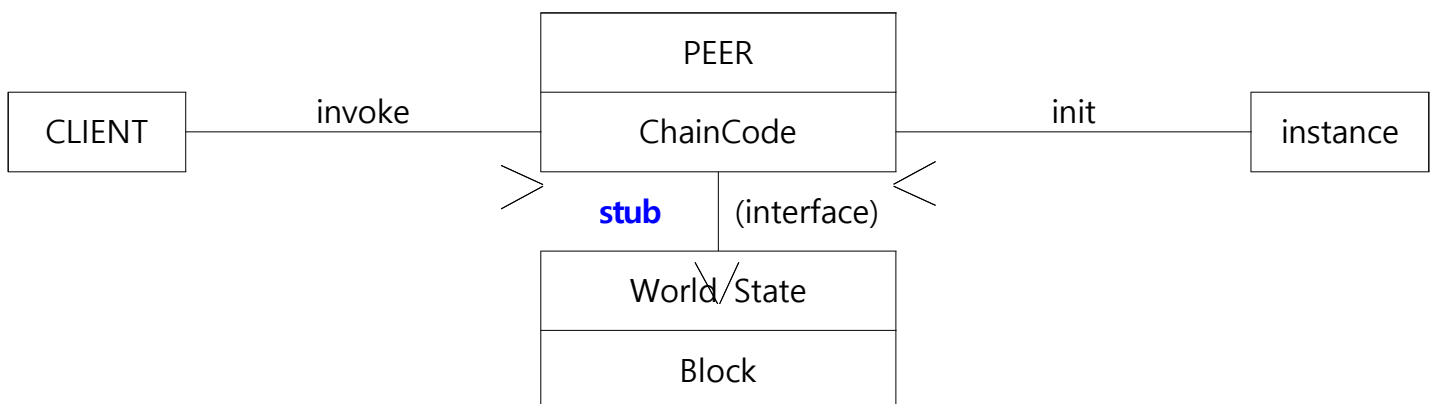 PEER
CLIENT
invoke
ChainCode
init
instance
stub (interface)
World State
Block